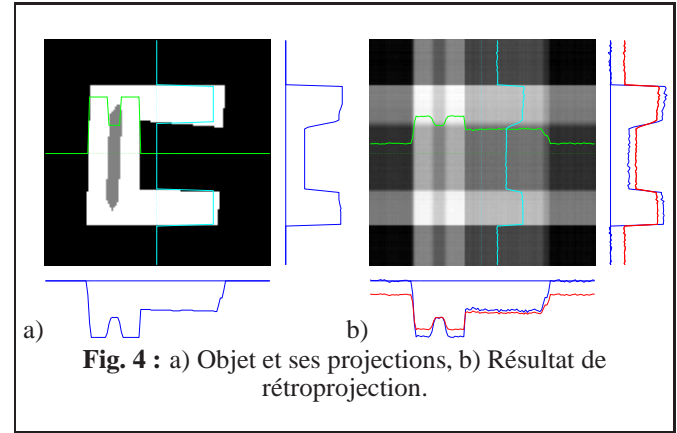 a)
b)
Fig. 4 : a) Objet et ses projections, b) Résultat de
rétroprojection.